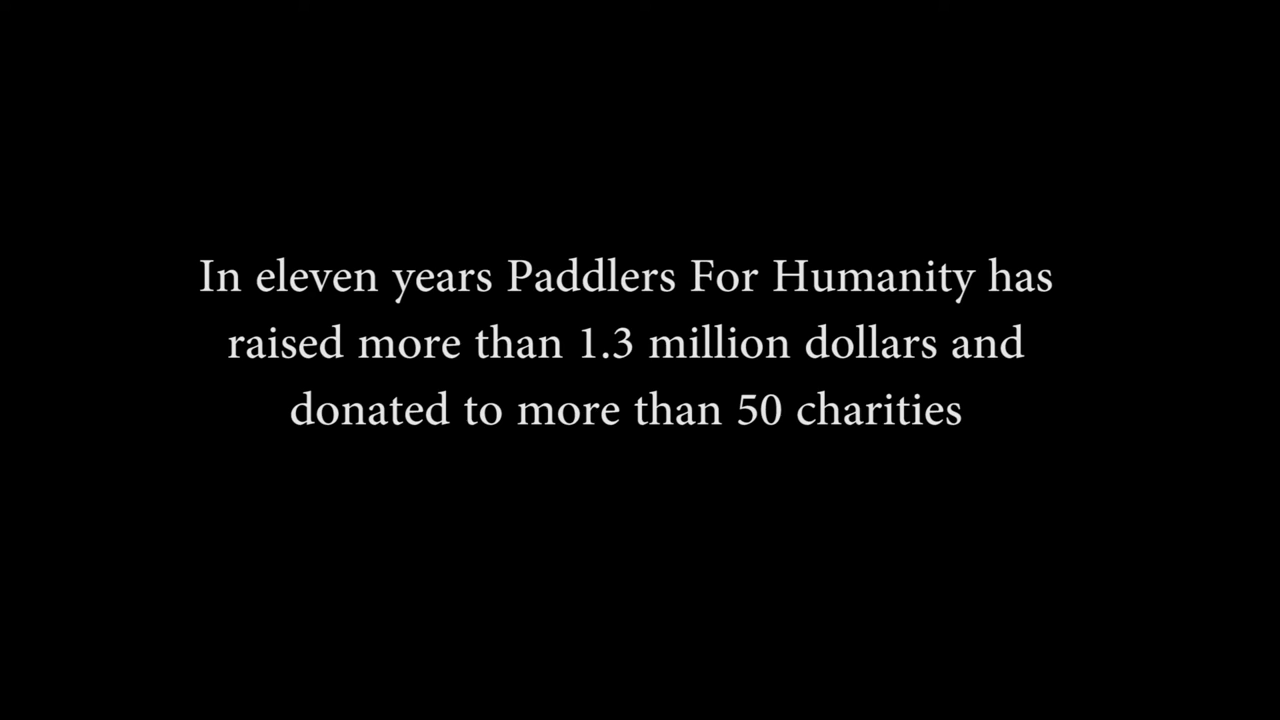 In eleven years Paddlers For Humanity has
raised more than 1.3 million dollars and
donated to more than 50 charities